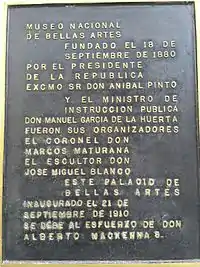 MUSEO NACIONAL
DE BELLAS ARTES
FUNDADO EL 18 DE
SEPTIEMBRE DE 1880
POR EL PRESIDENTE
DE LA REPUBLICA
EXCMO SR DON ANIBAL PINTO
Y EL MINISTRO DE
INSTRUCCION PUBLICA
DON MANUEL GARCIA DE LA HUERTA
FUERON SUS ORGANIZADORES
EL CORONEL DON
MARCOS MATURANA
EL ESCULTOR DON
JOSE MIGUEL BLANCO
ESTE PALACIO DE
BELLAS ARTES
INAUGURADO EL 21 DE
SEPTIEMBRE DE 1910
SE DEBE AL ESFUERZO DE DON
ALBERTO MACKENNA S.